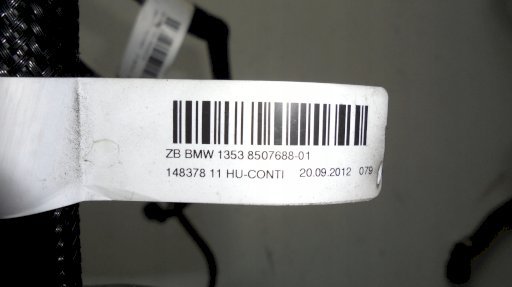 ZB BMW 1353 8507688-01
148378 11 HU-CONTI 20.09.2012 079